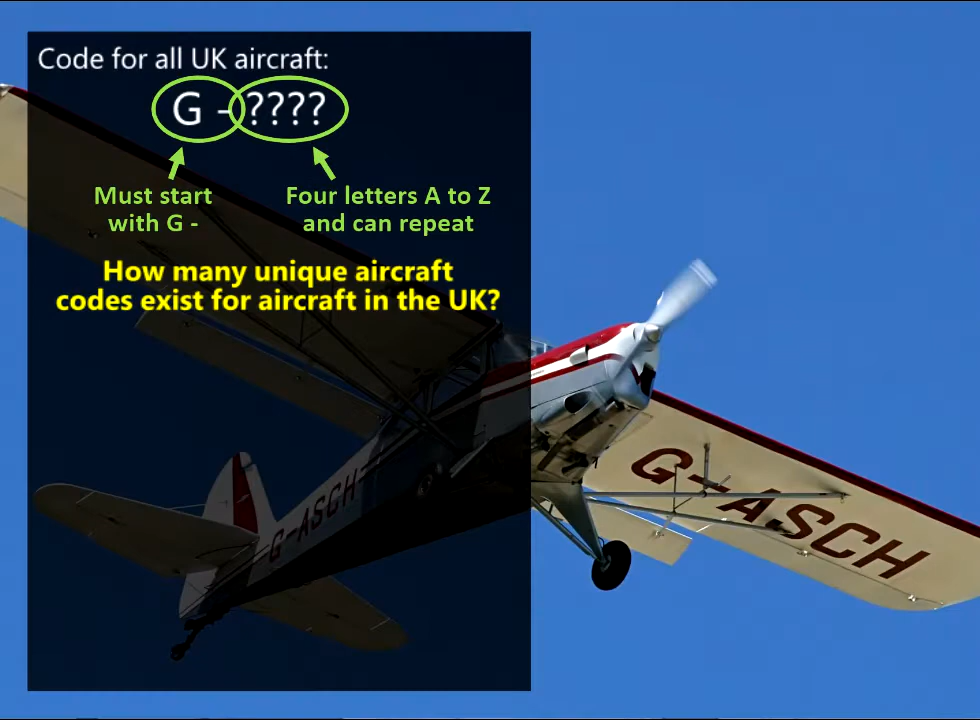 Code for all UK aircraft:
G - ????
Must start
with G -
Four letters A to Z
and can repeat
How many unique aircraft
codes exist for aircraft in the UK?
G-ASCH
G-ASCH